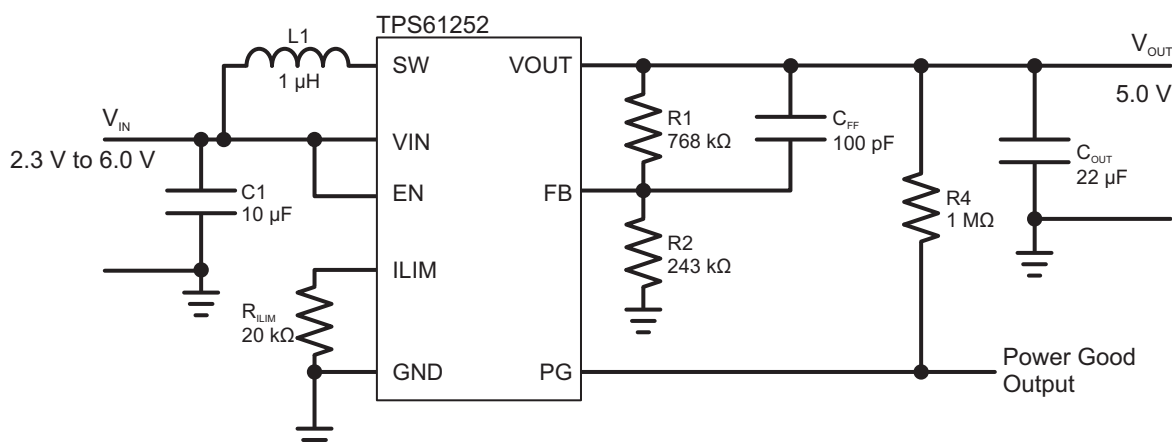 TPS61252
L1
1 µH
SW
VOUT
V_OUT
5.0 V
V_IN
2.3 V to 6.0 V
VIN
R1
768 kΩ
C_FF
100 pF
C1
10 µF
EN
FB
C_OUT
22 µF
R4
1 MΩ
R2
243 kΩ
ILIM
R_ILIM
20 kΩ
GND
PG
Power Good
Output